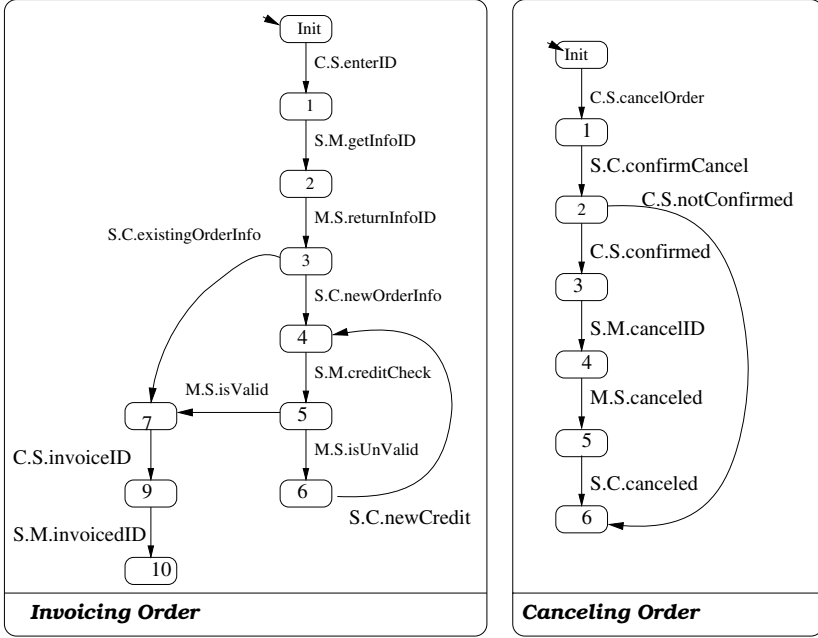 Init
C.S.enterID
1
S.M.getInfoID
2
M.S.returnInfoID
S.C.existingOrderInfo
3
S.C.newOrderInfo
4
S.M.creditCheck
M.S.isValid
7
5
C.S.invoiceID
M.S.isUnValid
9
6
S.C.newCredit
S.M.invoicedID
10
Invoicing Order
Init
C.S.cancelOrder
1
S.C.confirmCancel
C.S.notConfirmed
2
C.S.confirmed
3
S.M.cancelID
4
M.S.canceled
5
S.C.canceled
6
Canceling Order